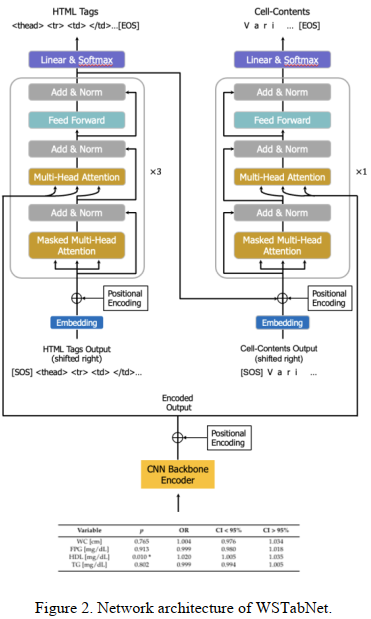 HTML Tags
<thead> <tr> <td> </td>...[EOS]
Linear & Softmax
Add & Norm
Feed Forward
Add & Norm
Multi-Head Attention
×3
Add & Norm
Masked Multi-Head
Attention
Positional
Encoding
Embedding
HTML Tags Output
(shifted right)
[SOS] <thead> <tr> <td> </td>...
Cell-Contents
V a r i ... [EOS]
Linear & Softmax
Add & Norm
Feed Forward
Add & Norm
Multi-Head Attention
×1
Add & Norm
Masked Multi-Head
Attention
Positional
Encoding
Embedding
Cell-Contents Output
(shifted right)
[SOS] V a r i ...
Encoded
Output
Positional
Encoding
CNN Backbone
Encoder
Variable p OR CI < 95% CI > 95%
WC [cm] 0.765 1.004 0.976 1.034
FPG [mg/dL] 0.913 0.999 0.980 1.018
HDL [mg/dL] 0.010 * 1.020 1.005 1.035
TG [mg/dL] 0.802 0.999 0.994 1.005
Figure 2. Network architecture of WSTabNet.